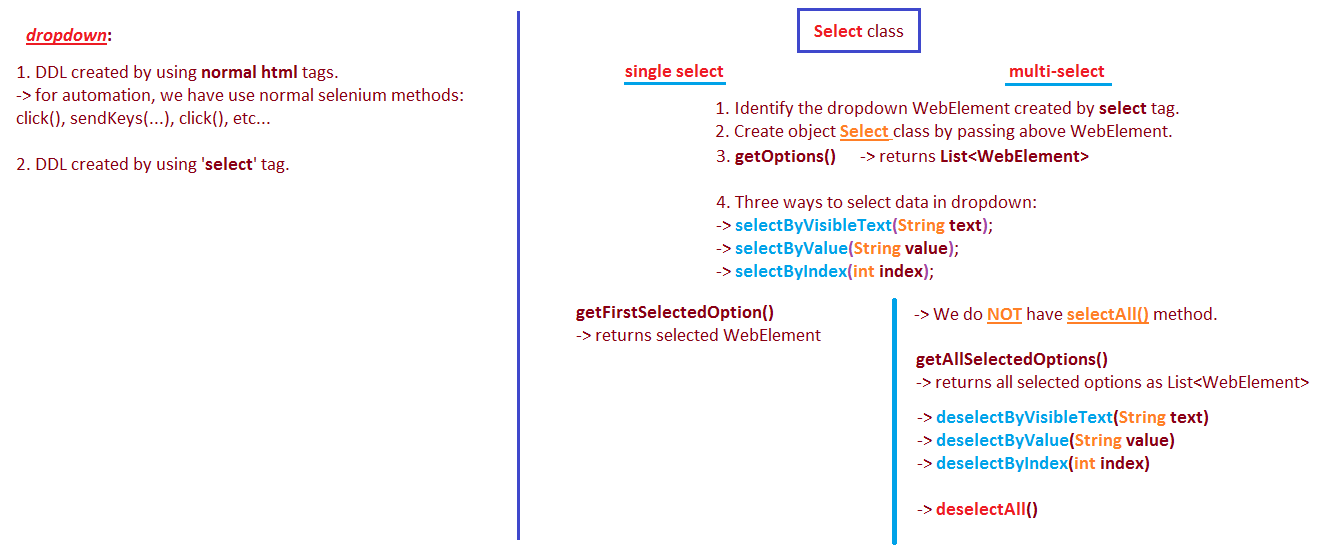 dropdown:
1. DDL created by using normal html tags.
-> for automation, we have use normal selenium methods:
click(), sendKeys(...), click(), etc...
2. DDL created by using 'select' tag.
Select class
single select
multi-select
1. Identify the dropdown WebElement created by select tag.
2. Create object Select class by passing above WebElement.
3. getOptions() -> returns List<WebElement>
4. Three ways to select data in dropdown:
-> selectByVisibleText(String text);
-> selectByValue(String value);
-> selectByIndex(int index);
getFirstSelectedOption()
-> returns selected WebElement
-> We do NOT have selectAll() method.
getAllSelectedOptions()
-> returns all selected options as List<WebElement>
-> deselectByVisibleText(String text)
-> deselectByValue(String value)
-> deselectByIndex(int index)
-> deselectAll()